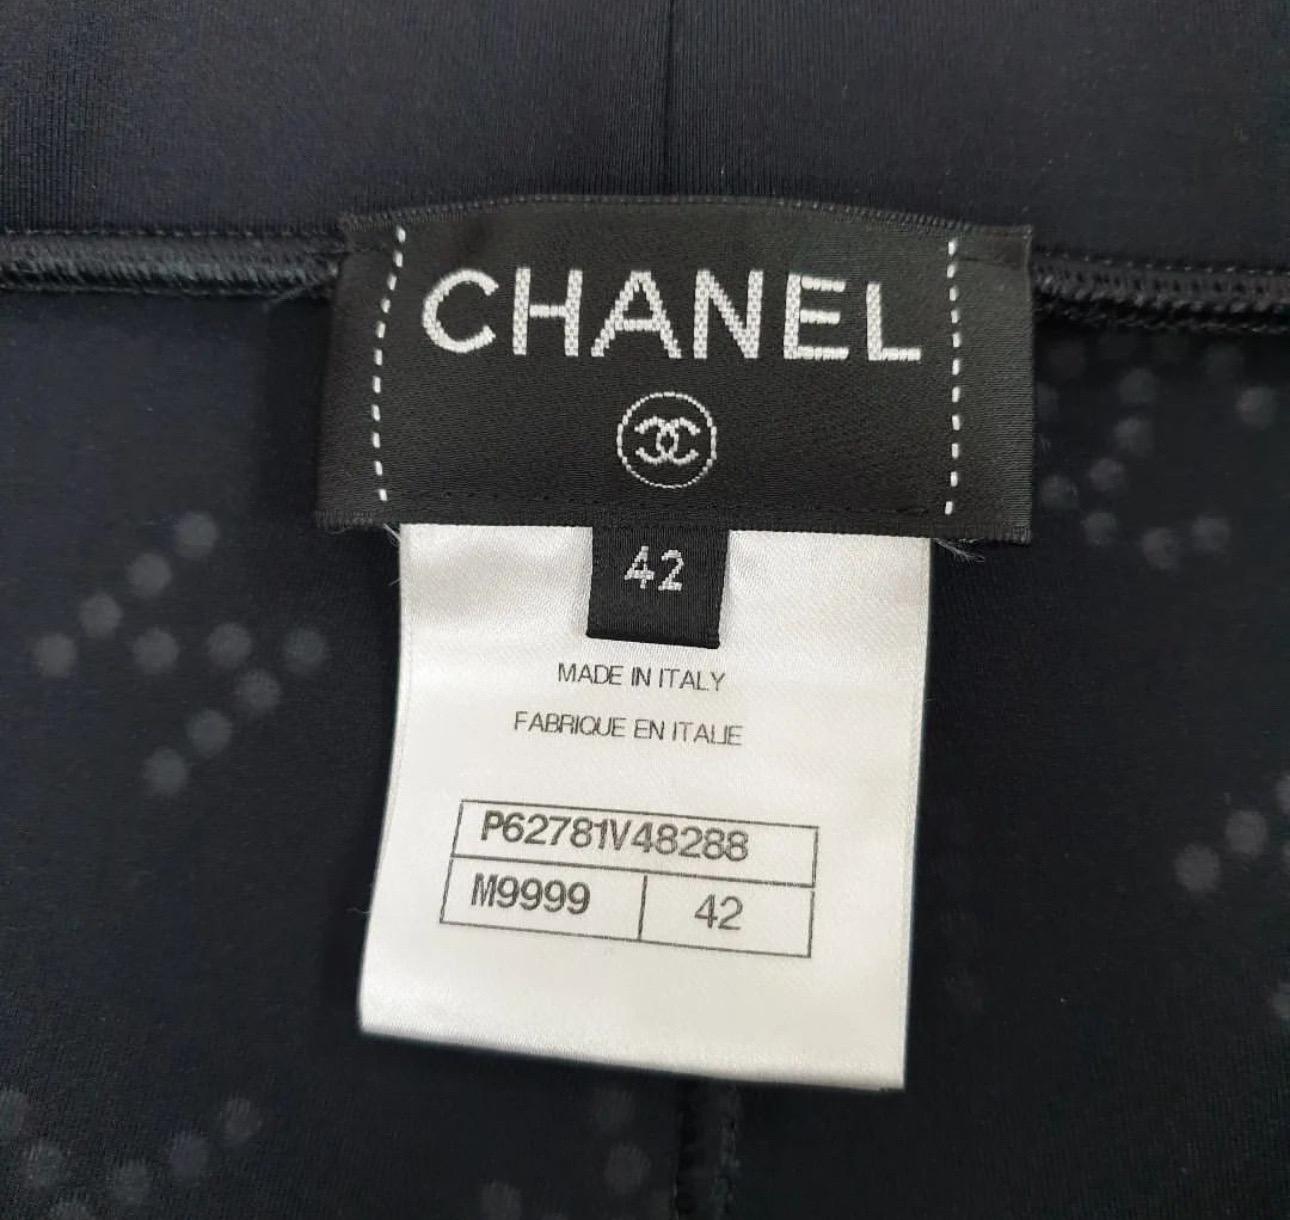 CHANEL
42
MADE IN ITALY
FABRIQUE EN ITALIE
P62781V48288
M9999 42